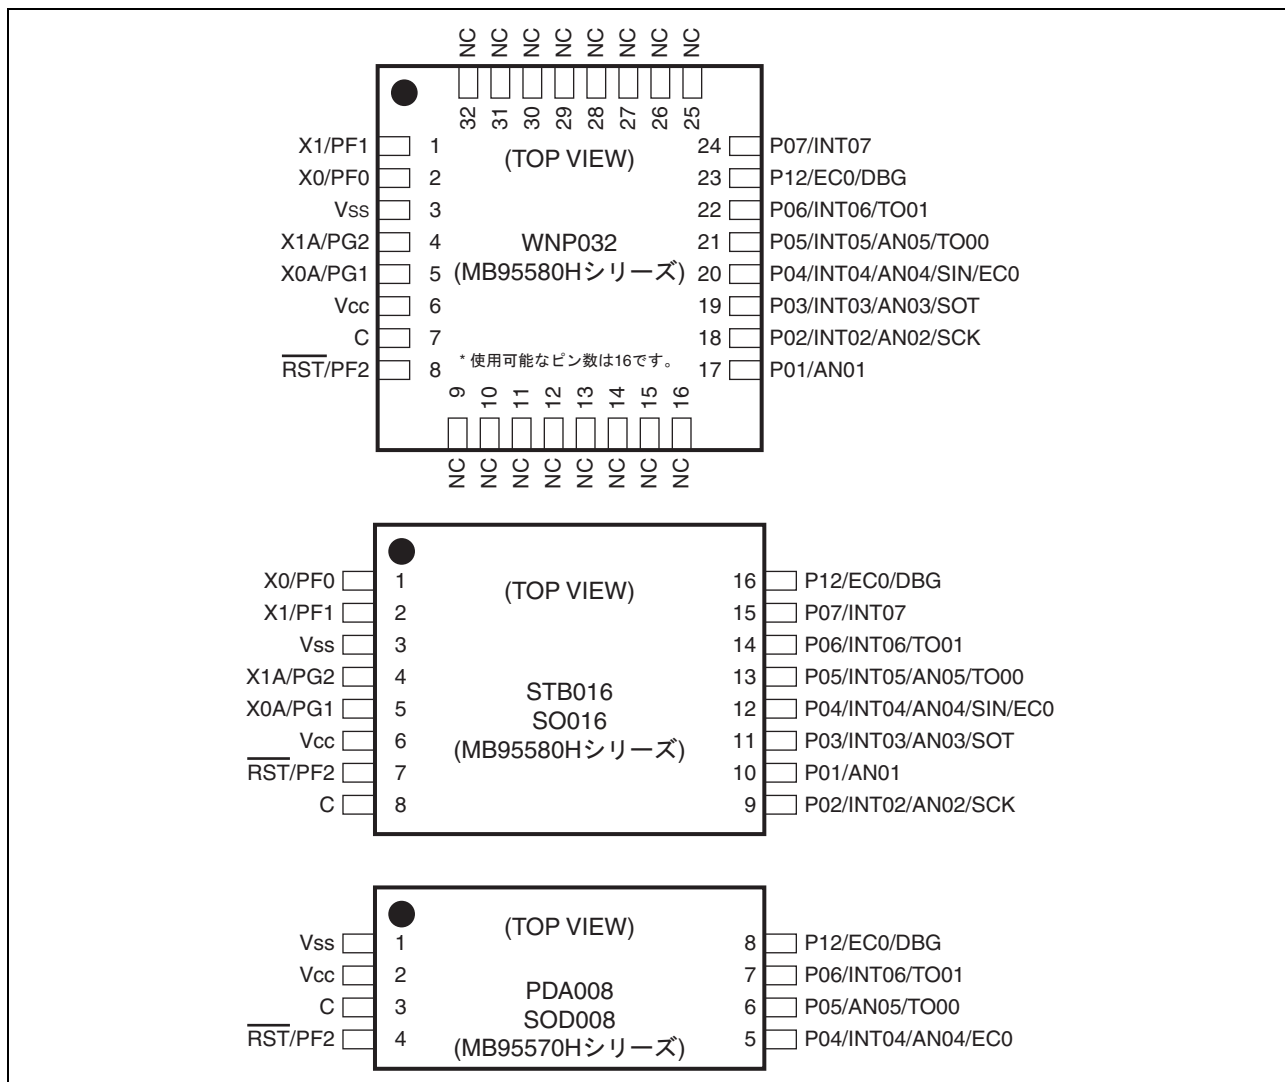 NC NC NC NC NC NC NC NC
32 31 30 29 28 27 26 25
X1/PF1 1 (TOP VIEW) 24 P07/INT07
X0/PF0 2 23 P12/EC0/DBG
Vss 3 22 P06/INT06/TO01
X1A/PG2 4 WNP032 21 P05/INT05/AN05/TO00
X0A/PG1 5 (MB95580Hシリーズ) 20 P04/INT04/AN04/SIN/EC0
Vcc 6 19 P03/INT03/AN03/SOT
C 7 18 P02/INT02/AN02/SCK
RST/PF2 8 * 使用可能なピン数は16です。 17 P01/AN01
9 10 11 12 13 14 15 16
NC NC NC NC NC NC NC NC
X0/PF0 1 (TOP VIEW) 16 P12/EC0/DBG
X1/PF1 2 15 P07/INT07
Vss 3 14 P06/INT06/TO01
X1A/PG2 4 STB016 13 P05/INT05/AN05/TO00
X0A/PG1 5 SO016 12 P04/INT04/AN04/SIN/EC0
Vcc 6 (MB95580Hシリーズ) 11 P03/INT03/AN03/SOT
RST/PF2 7 10 P01/AN01
C 8 9 P02/INT02/AN02/SCK
(TOP VIEW)
Vss 1 8 P12/EC0/DBG
Vcc 2 PDA008 7 P06/INT06/TO01
C 3 SOD008 6 P05/AN05/TO00
RST/PF2 4 (MB95570Hシリーズ) 5 P04/INT04/AN04/EC0